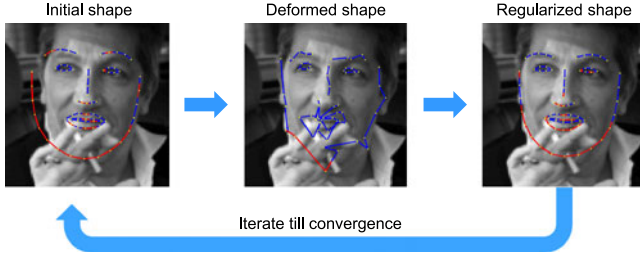 Initial shape
Deformed shape
Regularized shape
Iterate till convergence